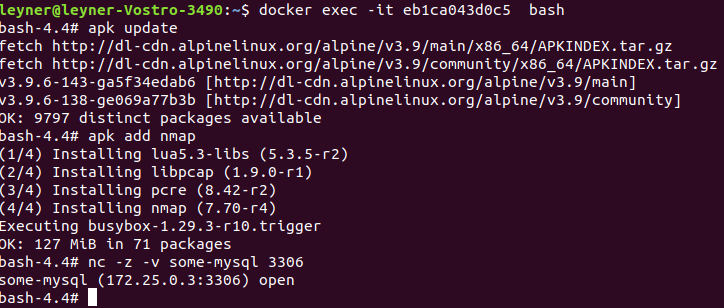 leyner@leyner-Vostro-3490:~$ docker exec -it eb1ca043d0c5  bash
bash-4.4# apk update
fetch http://dl-cdn.alpinelinux.org/alpine/v3.9/main/x86_64/APKINDEX.tar.gz
fetch http://dl-cdn.alpinelinux.org/alpine/v3.9/community/x86_64/APKINDEX.tar.gz
v3.9.6-143-ga5f34edab6 [http://dl-cdn.alpinelinux.org/alpine/v3.9/main]
v3.9.6-138-ge069a77b3b [http://dl-cdn.alpinelinux.org/alpine/v3.9/community]
OK: 9797 distinct packages available
bash-4.4# apk add nmap
(1/4) Installing lua5.3-libs (5.3.5-r2)
(2/4) Installing libpcap (1.9.0-r1)
(3/4) Installing pcre (8.42-r2)
(4/4) Installing nmap (7.70-r4)
Executing busybox-1.29.3-r10.trigger
OK: 127 MiB in 71 packages
bash-4.4# nc -z -v some-mysql 3306
some-mysql (172.25.0.3:3306) open
bash-4.4#